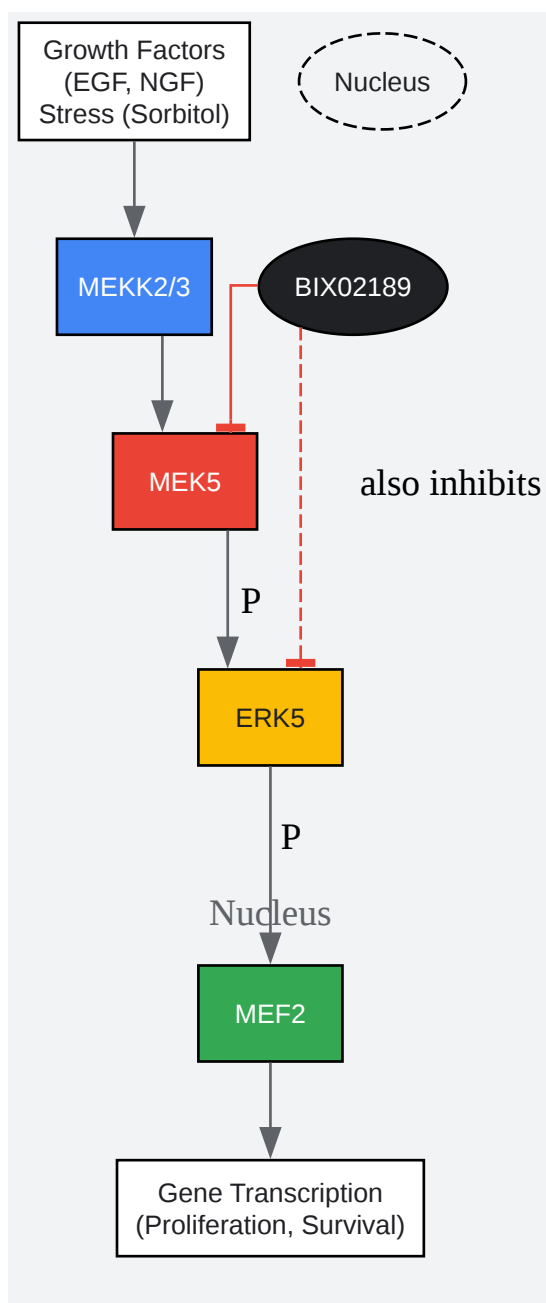 Growth Factors
(EGF, NGF)
Stress (Sorbitol)
Nucleus
MEKK2/3
BIX02189
MEK5
also inhibits
P
ERK5
P
Nucleus
MEF2
Gene Transcription
(Proliferation, Survival)